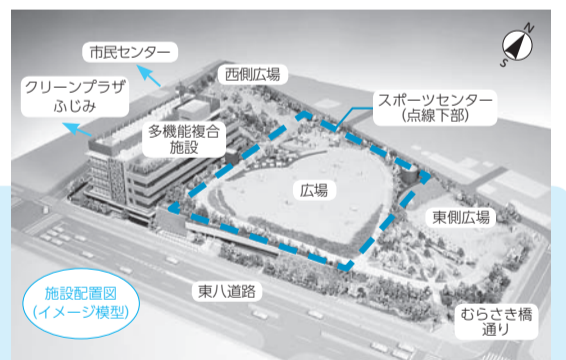 N
S
市民センター
西側広場
クリーンプラザ
ふじみ
スポーツセンター
(点線下部)
多機能複合
施設
広場
東側広場
施設配置図
(イメージ模型)
東八道路
むらさき橋
通り